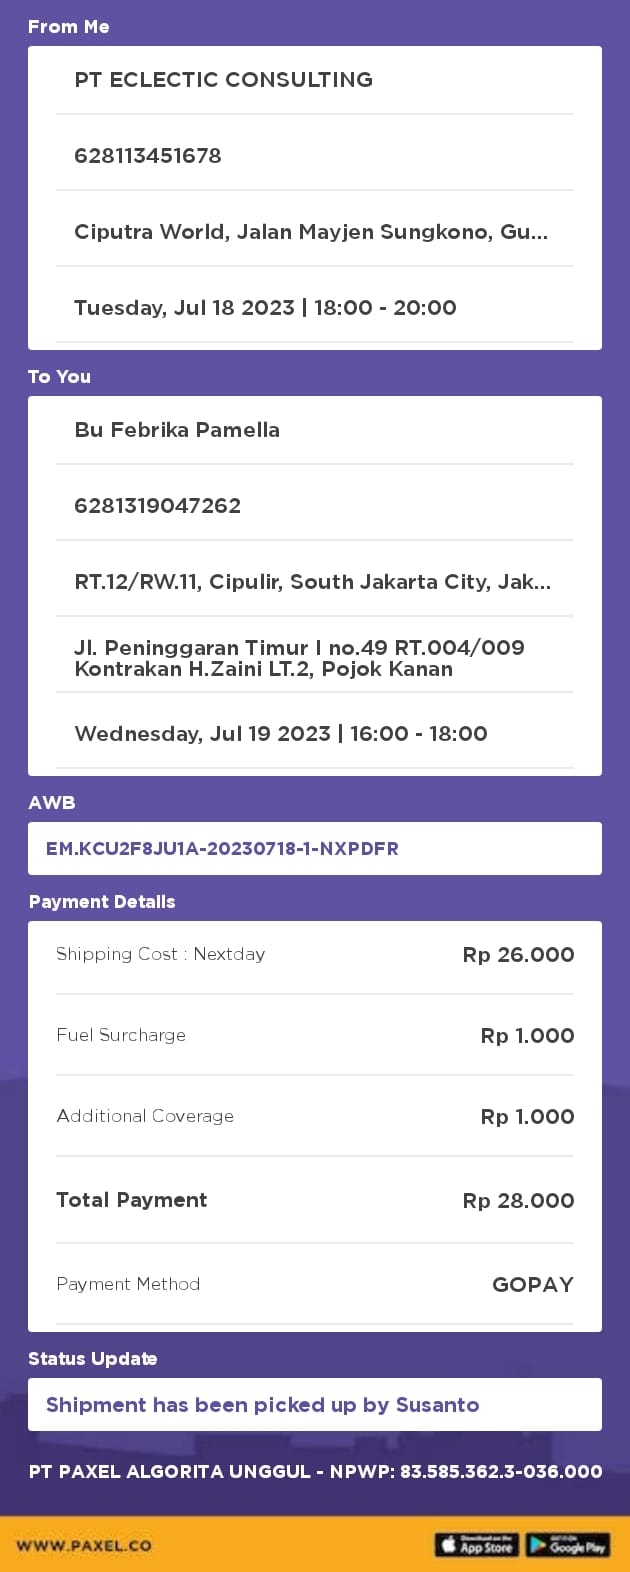 From Me
PT ECLECTIC CONSULTING
628113451678
Ciputra World, Jalan Mayjen Sungkono, Gu...
Tuesday, Jul 18 2023 | 18:00 - 20:00
To You
Bu Febrika Pamella
6281319047262
RT.12/RW.11, Cipulir, South Jakarta City, Jak...
Jl. Peninggaran Timur I no.49 RT.004/009
Kontrakan H.Zaini LT.2, Pojok Kanan
Wednesday, Jul 19 2023 | 16:00 - 18:00
AWB
EM.KCU2F8JU1A-20230718-1-NXPDFR
Payment Details
Shipping Cost : Nextday Rp 26.000
Fuel Surcharge Rp 1.000
Additional Coverage Rp 1.000
Total Payment Rp 28.000
Payment Method GOPAY
Status Update
Shipment has been picked up by Susanto
PT PAXEL ALGORITA UNGGUL - NPWP: 83.585.362.3-036.000
WWW.PAXEL.CO
Download on the
App Store
GET IT ON
Google Play